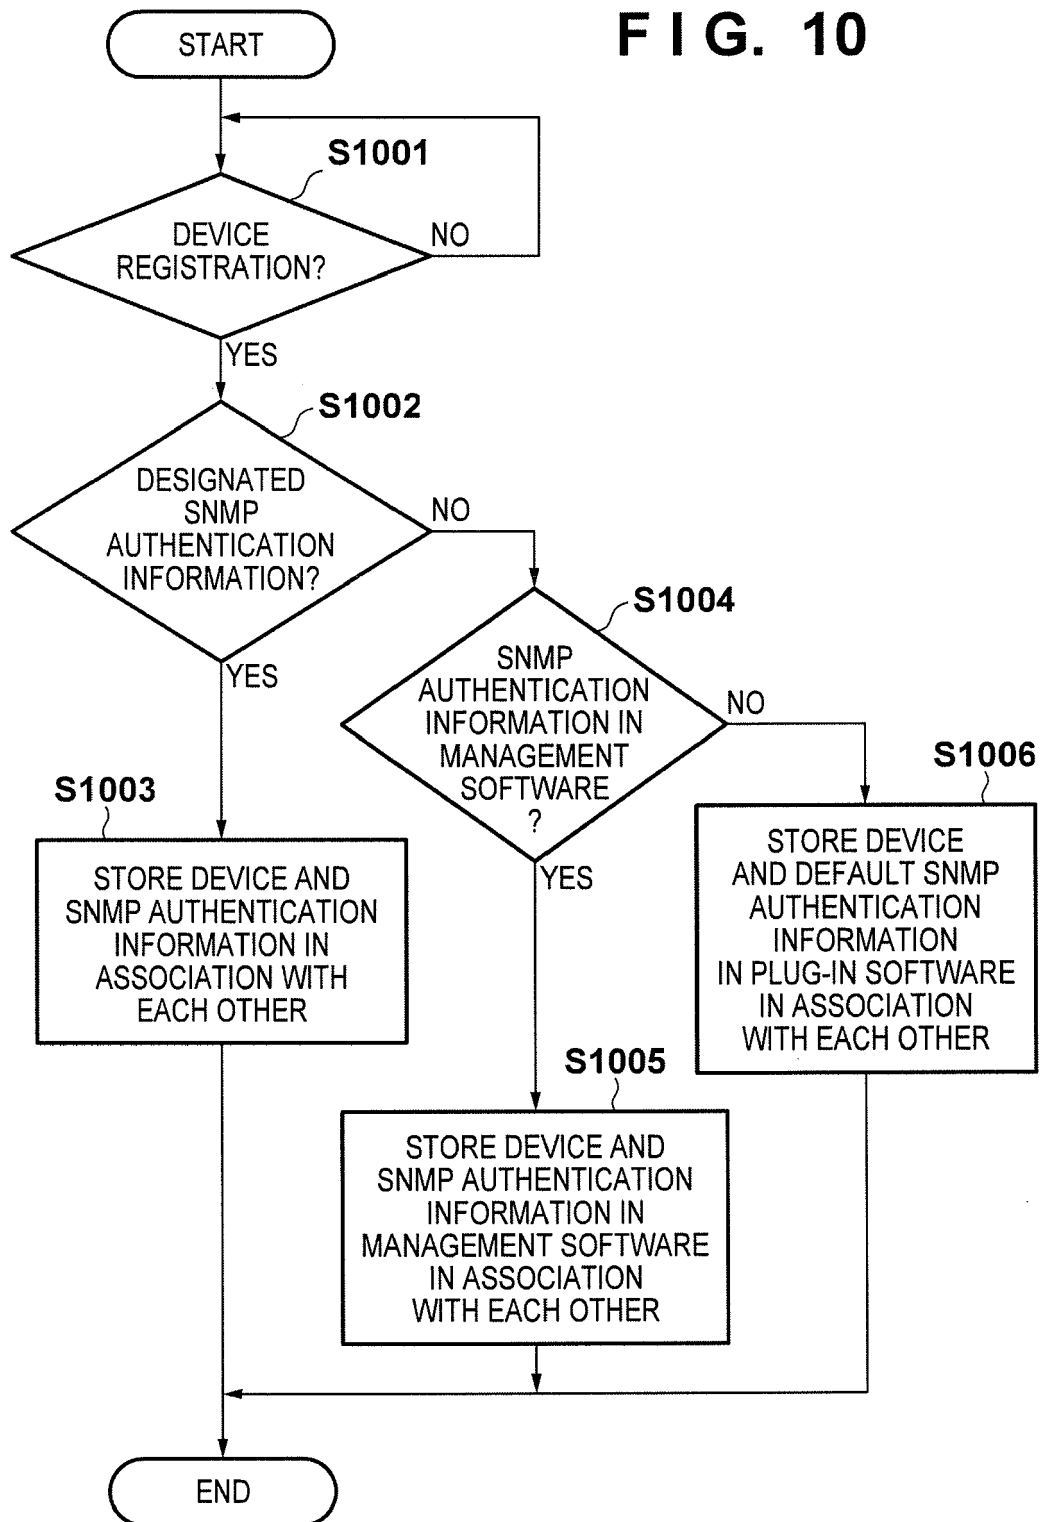 FIG. 10
START
S1001
DEVICE
REGISTRATION?
NO
YES
S1002
DESIGNATED
SNMP
AUTHENTICATION
INFORMATION?
NO
YES
S1004
SNMP
AUTHENTICATION
INFORMATION IN
MANAGEMENT
SOFTWARE
?
NO
YES
S1003
STORE DEVICE AND
SNMP AUTHENTICATION
INFORMATION IN
ASSOCIATION WITH
EACH OTHER
S1006
STORE DEVICE
AND DEFAULT SNMP
AUTHENTICATION
INFORMATION
IN PLUG-IN SOFTWARE
IN ASSOCIATION
WITH EACH OTHER
S1005
STORE DEVICE AND
SNMP AUTHENTICATION
INFORMATION IN
MANAGEMENT SOFTWARE
IN ASSOCIATION
WITH EACH OTHER
END